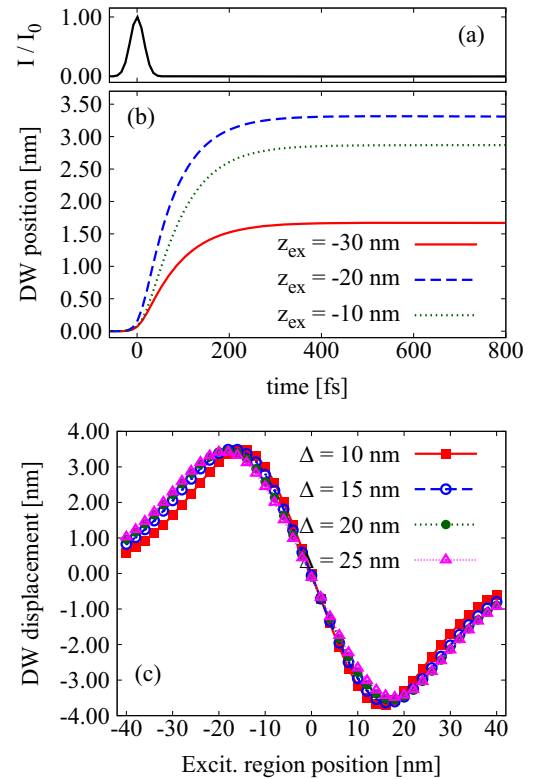 I / I0
1.00
0.00
(a)
(b)
DW position [nm]
3.50
3.00
2.50
2.00
1.50
1.00
0.50
0.00
zex = -30 nm
zex = -20 nm
zex = -10 nm
0 200 400 600 800
time [fs]
DW displacement [nm]
4.00
3.00
2.00
1.00
0.00
-1.00
-2.00
-3.00
-4.00
Δ = 10 nm
Δ = 15 nm
Δ = 20 nm
Δ = 25 nm
(c)
-40 -30 -20 -10 0 10 20 30 40
Excit. region position [nm]